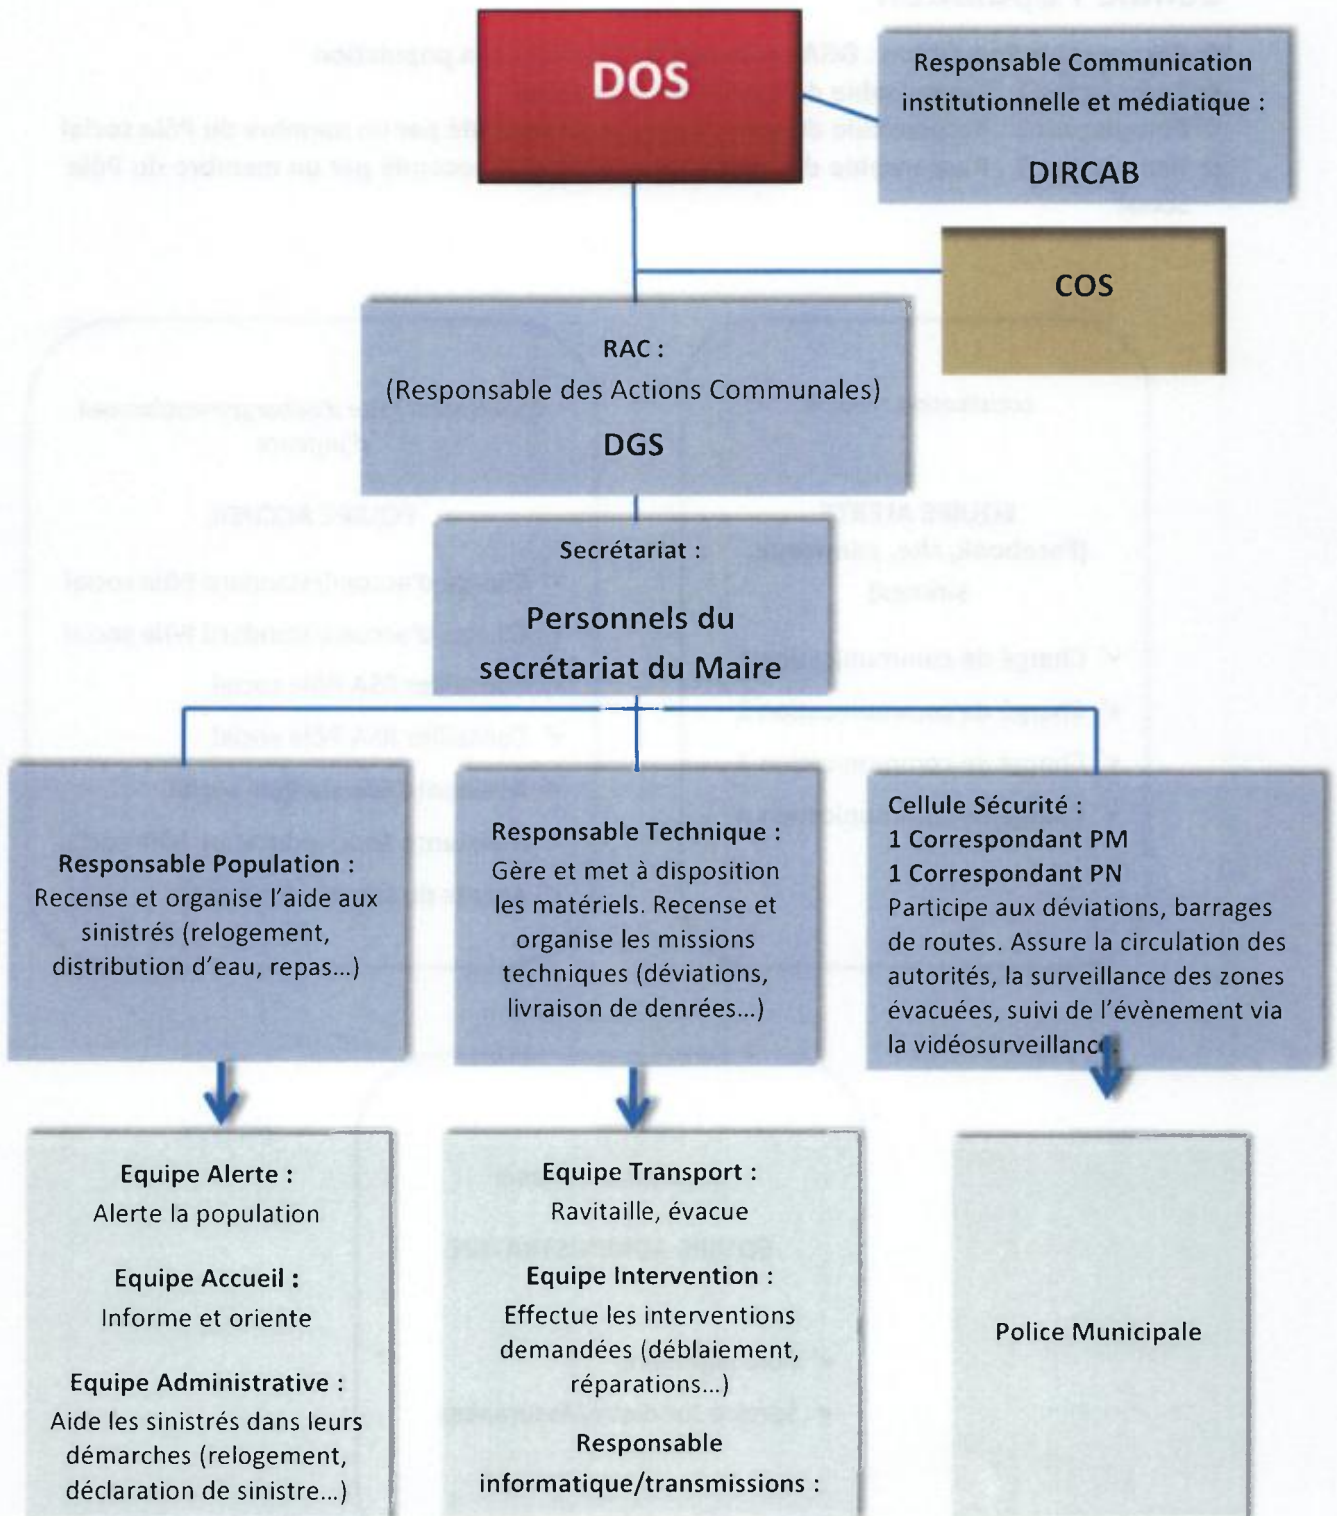 DOS
Responsable Communication
institutionnelle et médiatique :
DIRCAB
COS
RAC :
(Responsable des Actions Communales)
DGS
Secrétariat :
Personnels du
secrétariat du Maire
Responsable Population :
Recense et organise l'aide aux
sinistrés (relogement,
distribution d'eau, repas...)
Responsable Technique :
Gère et met à disposition
les matériels. Recense et
organise les missions
techniques (déviations,
livraison de denrées...)
Cellule Sécurité :
1 Correspondant PM
1 Correspondant PN
Participe aux déviations, barrages
de routes. Assure la circulation des
autorités, la surveillance des zones
évacuées, suivi de l'évènement via
la vidéosurveillance.
Equipe Alerte :
Alerte la population
Equipe Accueil :
Informe et oriente
Equipe Administrative :
Aide les sinistrés dans leurs
démarches (relogement,
déclaration de sinistre...)
Equipe Transport :
Ravitaille, évacue
Equipe Intervention :
Effectue les interventions
demandées (déblaiement,
réparations...)
Responsable
informatique/transmissions :
Police Municipale